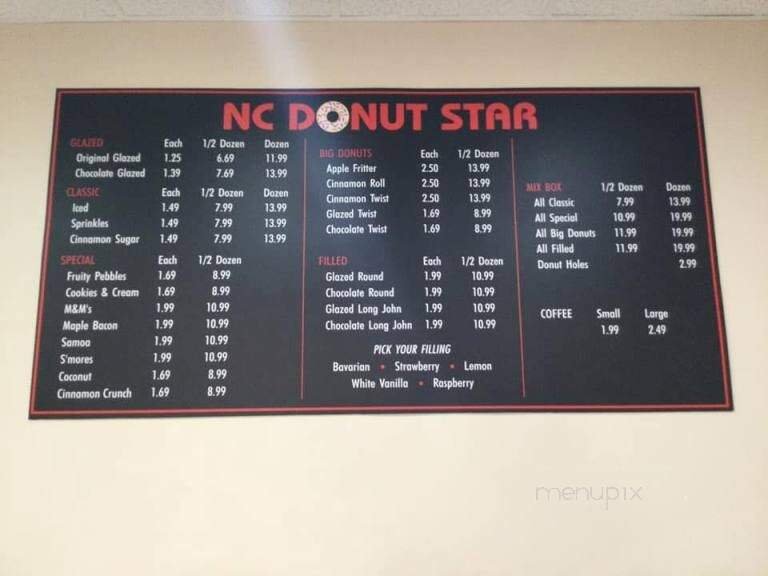 NC DONUT STAR
GLAZED Each 1/2 Dozen Dozen
Original Glazed 1.25 6.69 11.99
Chocolate Glazed 1.39 7.69 13.99
CLASSIC Each 1/2 Dozen Dozen
Iced 1.49 7.99 13.99
Sprinkles 1.49 7.99 13.99
Cinnamon Sugar 1.49 7.99 13.99
SPECIAL Each 1/2 Dozen
Fruity Pebbles 1.69 8.99
Cookies & Cream 1.69 8.99
M&M's 1.99 10.99
Maple Bacon 1.99 10.99
Samoa 1.99 10.99
S'mores 1.99 10.99
Coconut 1.69 8.99
Cinnamon Crunch 1.69 8.99
BIG DONUTS Each 1/2 Dozen
Apple Fritter 2.50 13.99
Cinnamon Roll 2.50 13.99
Cinnamon Twist 2.50 13.99
Glazed Twist 1.69 8.99
Chocolate Twist 1.69 8.99
FILLED Each 1/2 Dozen
Glazed Round 1.99 10.99
Chocolate Round 1.99 10.99
Glazed Long John 1.99 10.99
Chocolate Long John 1.99 10.99
PICK YOUR FILLING
Bavarian • Strawberry • Lemon
White Vanilla • Raspberry
MIX BOX 1/2 Dozen Dozen
All Classic 7.99 13.99
All Special 10.99 19.99
All Big Donuts 11.99 19.99
All Filled 11.99 19.99
Donut Holes 2.99
COFFEE Small Large
1.99 2.49
menupix